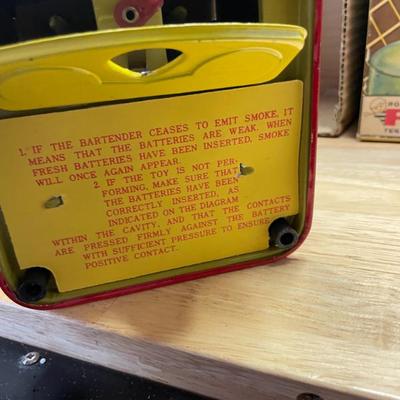 1. IF THE BARTENDER CEASES TO EMIT SMOKE, IT
MEANS THAT THE BATTERIES ARE WEAK. WHEN
FRESH BATTERIES HAVE BEEN INSERTED, SMOKE
WILL ONCE AGAIN APPEAR.
2. IF THE TOY IS NOT PER-
FORMING, MAKE SURE THAT
THE BATTERIES HAVE BEEN
CORRECTLY INSERTED, AS
INDICATED ON THE DIAGRAM
WITHIN THE CAVITY, AND THAT THE CONTACTS
ARE PRESSED FIRMLY AGAINST THE BATTERY
WITH SUFFICIENT PRESSURE TO ENSURE
POSITIVE CONTACT.